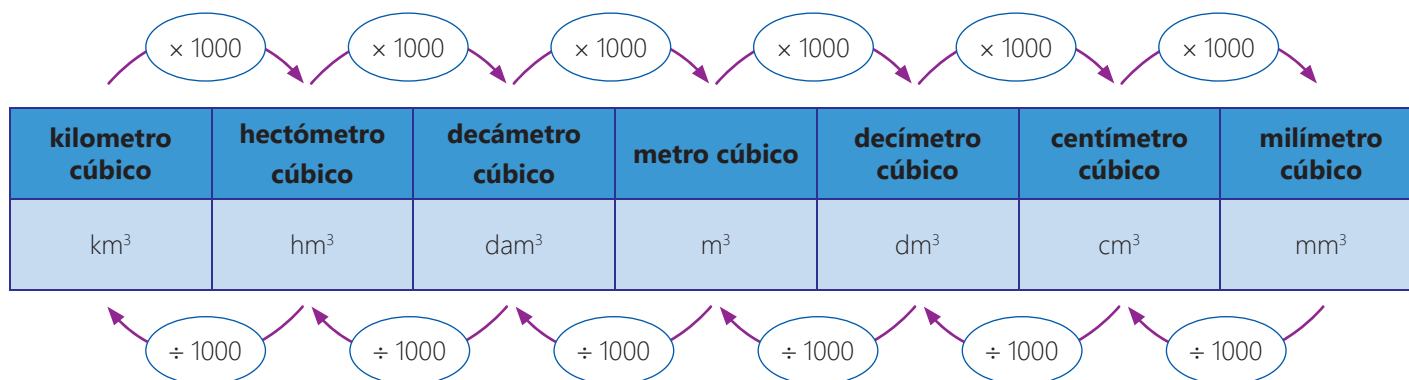 × 1000 × 1000 × 1000 × 1000 × 1000 × 1000
kilometro cúbico
hectómetro cúbico
decámetro cúbico
metro cúbico
decímetro cúbico
centímetro cúbico
milímetro cúbico
km³ hm³ dam³ m³ dm³ cm³ mm³
÷ 1000 ÷ 1000 ÷ 1000 ÷ 1000 ÷ 1000 ÷ 1000